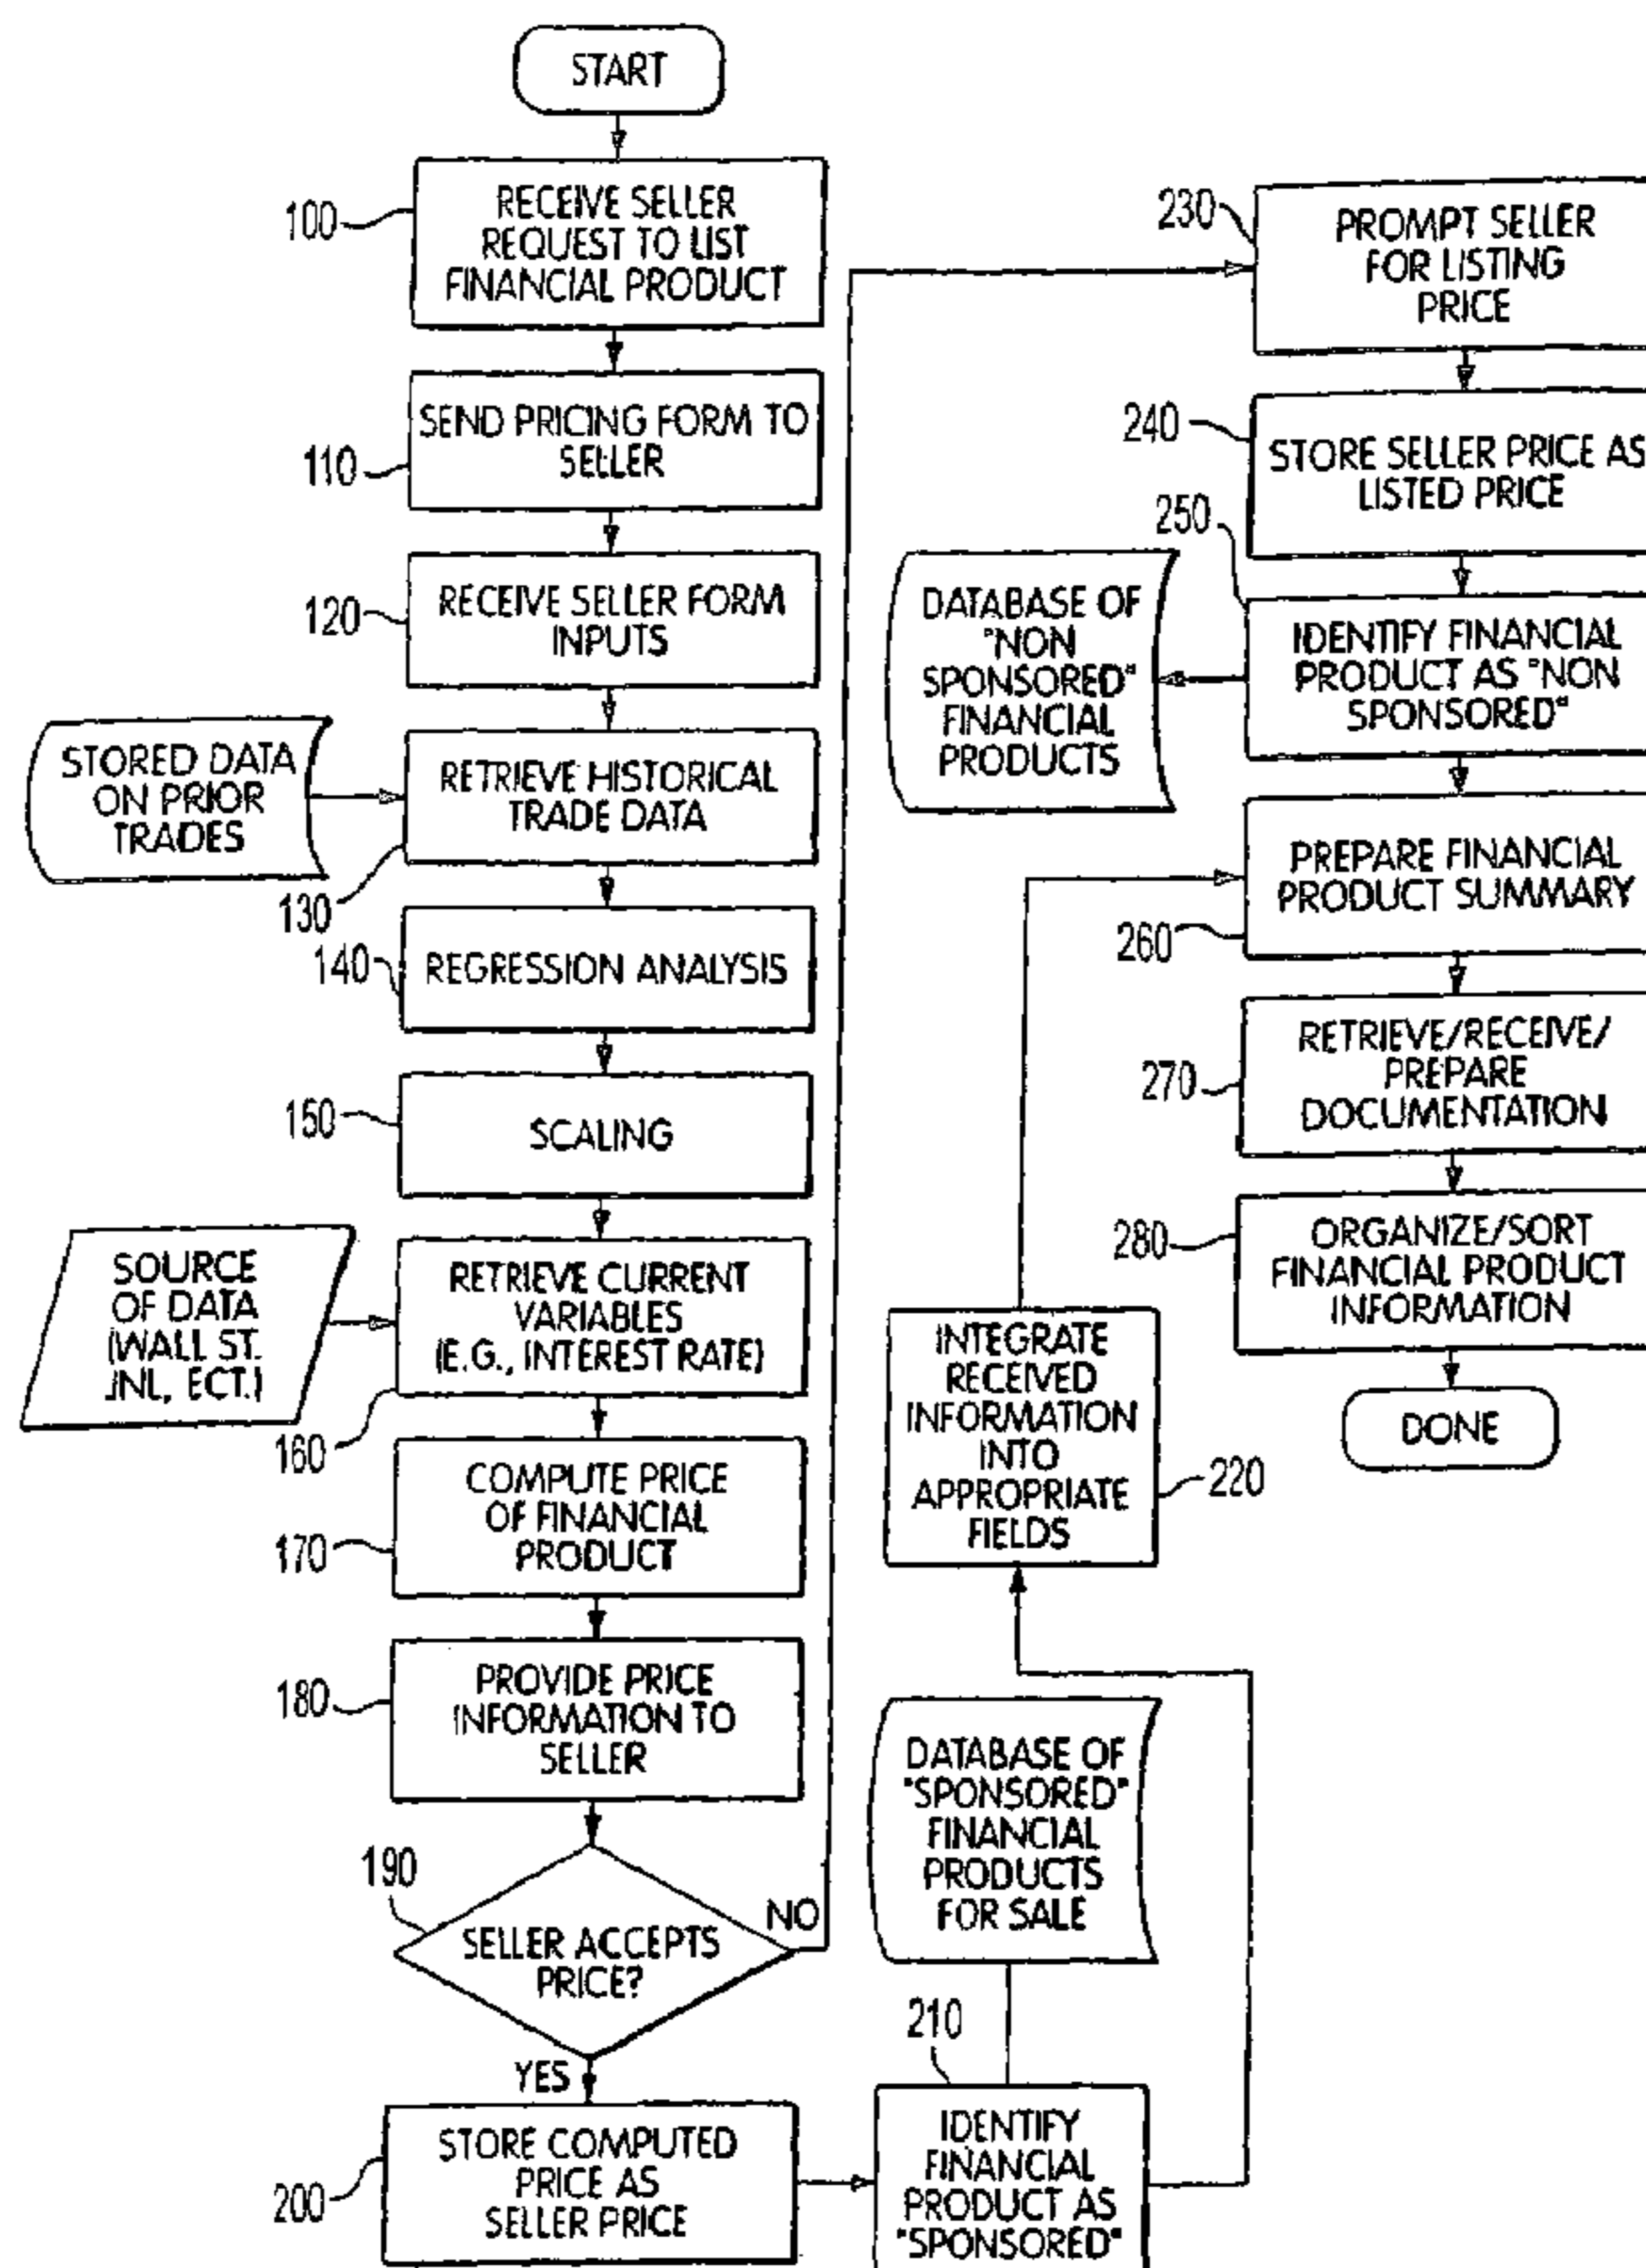 START
100
RECEIVE SELLER
REQUEST TO LIST
FINANCIAL PRODUCT
110
SEND PRICING FORM TO
SELLER
120
RECEIVE SELLER FORM
INPUTS
STORED DATA
ON PRIOR
TRADES
130
RETRIEVE HISTORICAL
TRADE DATA
140
REGRESSION ANALYSIS
150
SCALING
SOURCE
OF DATA
(WALL ST.
JNL, ECT.)
160
RETRIEVE CURRENT
VARIABLES
(E.G., INTEREST RATE)
170
COMPUTE PRICE
OF FINANCIAL
PRODUCT
180
PROVIDE PRICE
INFORMATION TO
SELLER
190
SELLER ACCEPTS
PRICE?
NO
YES
200
STORE COMPUTED
PRICE AS
SELLER PRICE
210
IDENTIFY
FINANCIAL
PRODUCT AS
"SPONSORED"
DATABASE OF
"SPONSORED"
FINANCIAL
PRODUCTS
FOR SALE
220
INTEGRATE
RECEIVED
INFORMATION
INTO
APPROPRIATE
FIELDS
230
PROMPT SELLER
FOR LISTING
PRICE
240
STORE SELLER PRICE AS
LISTED PRICE
250
IDENTIFY FINANCIAL
PRODUCT AS "NON
SPONSORED"
DATABASE OF
"NON
SPONSORED"
FINANCIAL
PRODUCTS
260
PREPARE FINANCIAL
PRODUCT SUMMARY
270
RETRIEVE/RECEIVE/
PREPARE
DOCUMENTATION
280
ORGANIZE/SORT
FINANCIAL PRODUCT
INFORMATION
DONE